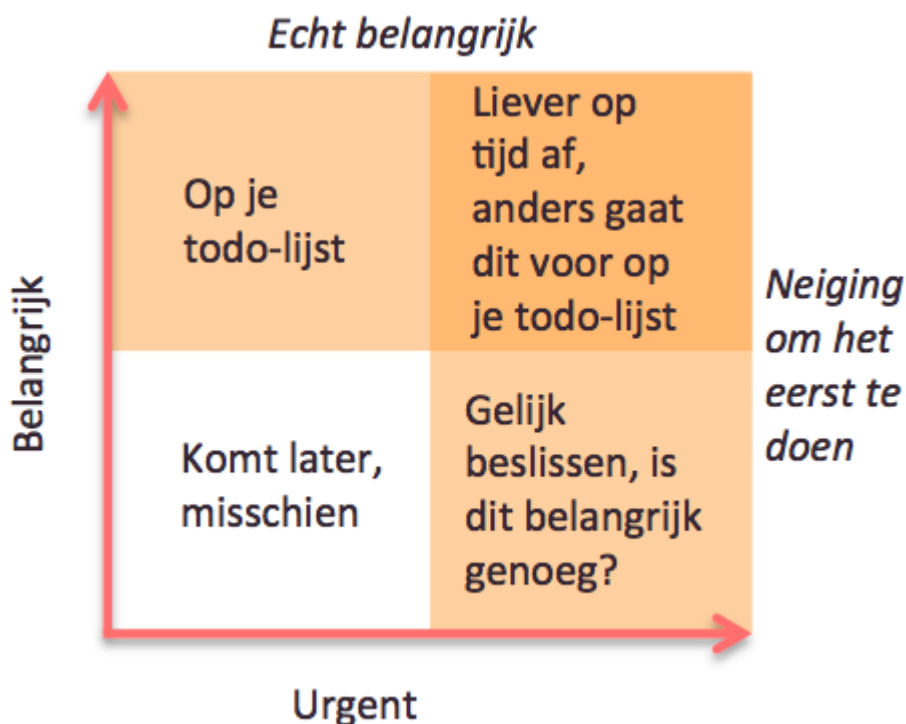 Echt belangrijk
Op je
todo-lijst
Liever op
tijd af,
anders gaat
dit voor op
je todo-lijst
Neiging
om het
eerst te
doen
Belangrijk
Komt later,
misschien
Gelijk
beslissen, is
dit belangrijk
genoeg?
Urgent